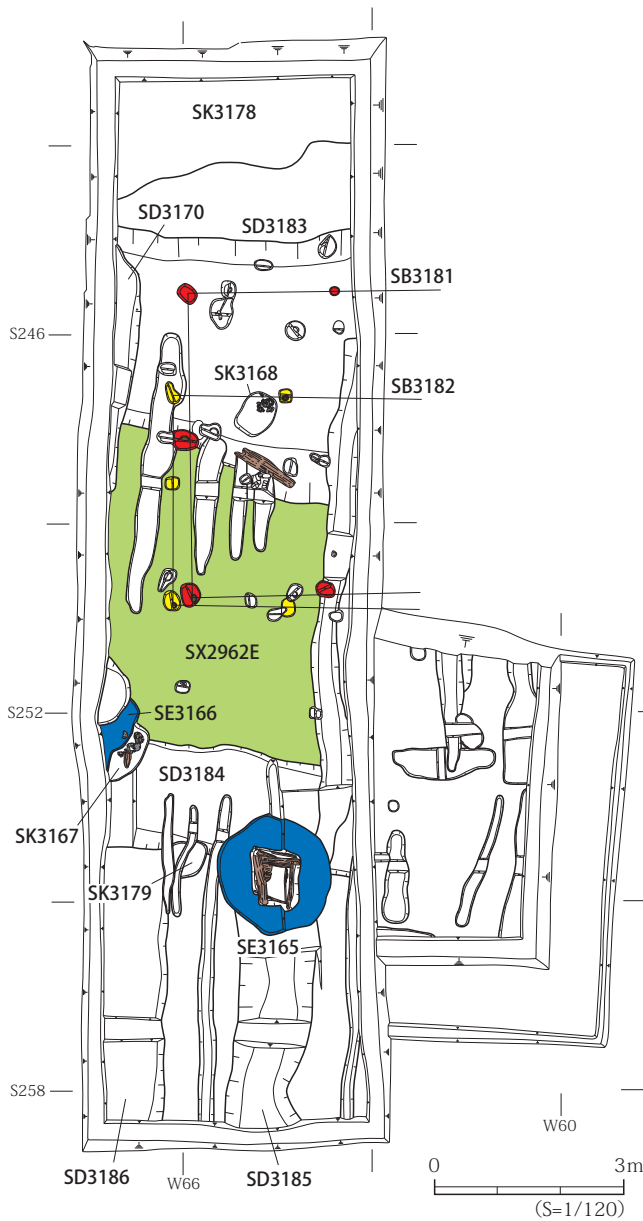 SK3178
SD3170
SD3183
SB3181
S246
SK3168
SB3182
SX2962E
S252
SE3166
SD3184
SK3167
SK3179
SE3165
S258
W60
SD3186
W66
SD3185
0 3m
(S=1/120)